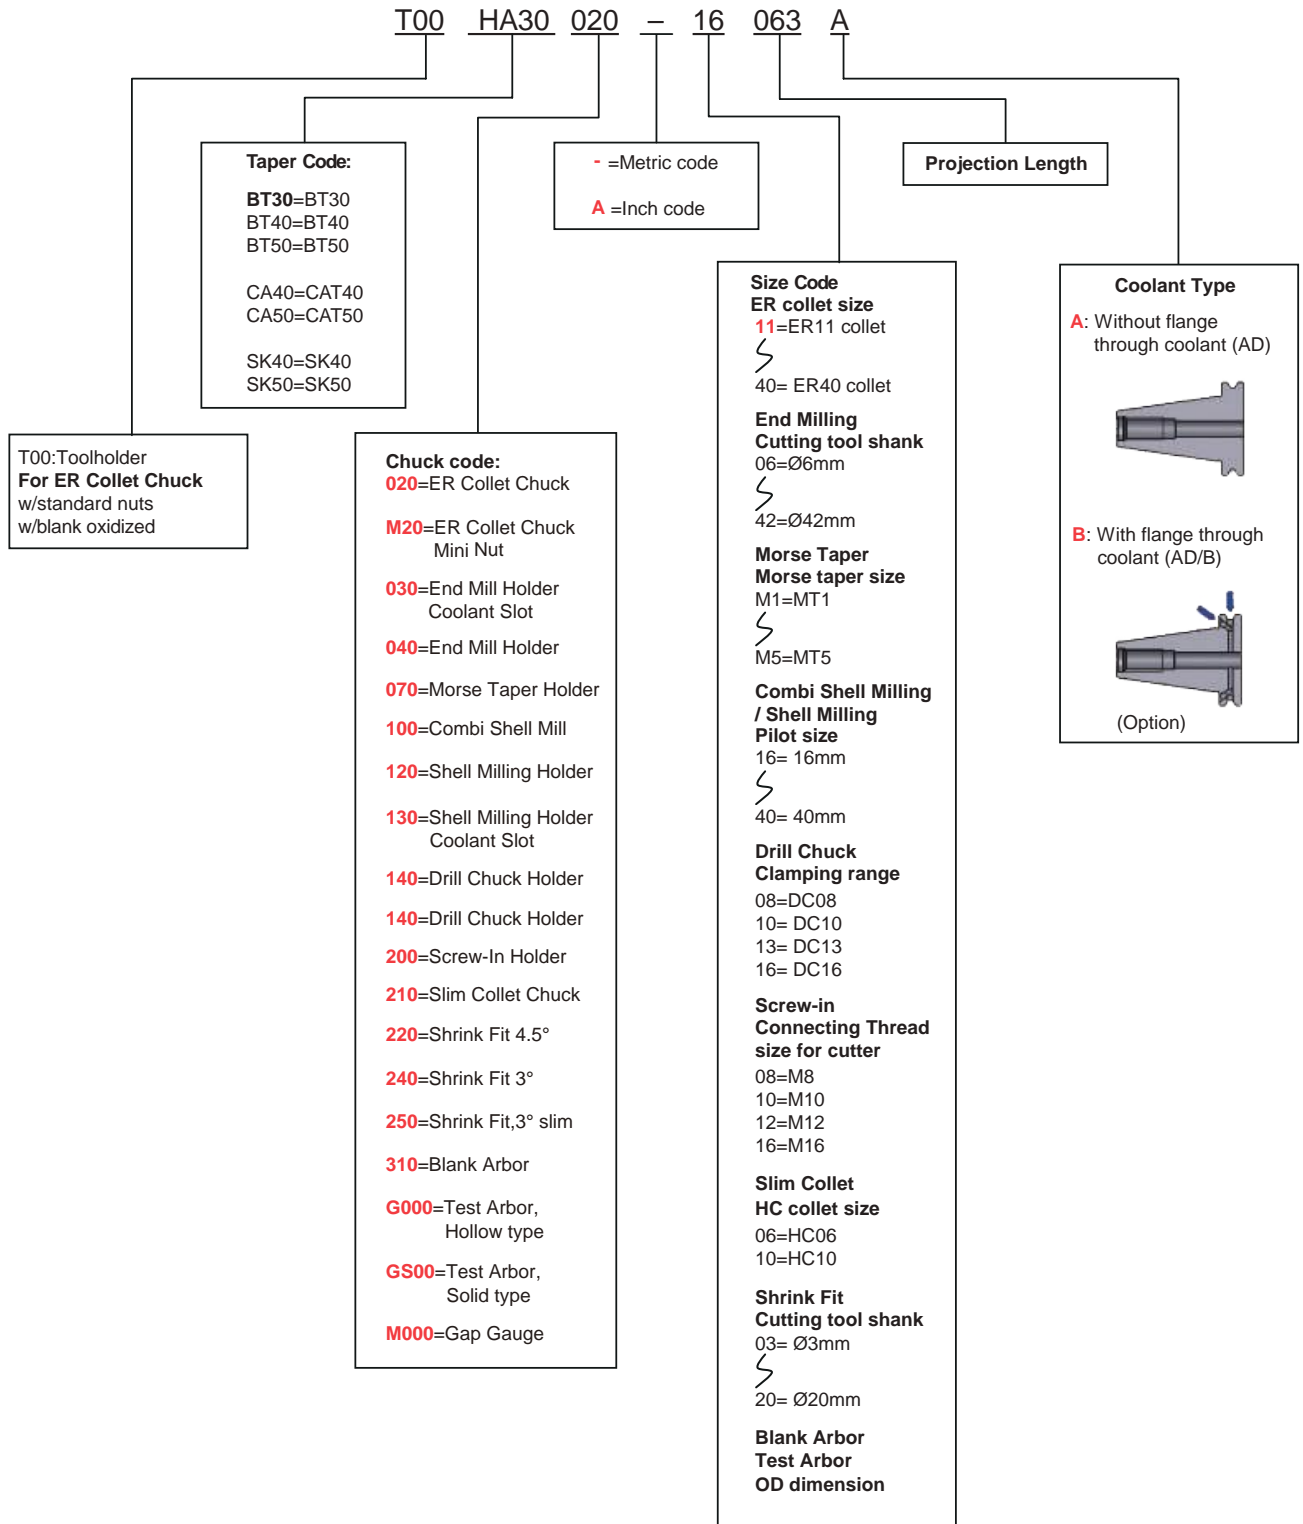 T00 HA30 020 – 16 063 A
Taper Code:
BT30=BT30
BT40=BT40
BT50=BT50
CA40=CAT40
CA50=CAT50
SK40=SK40
SK50=SK50
- =Metric code
A =Inch code
Projection Length
T00:Toolholder
For ER Collet Chuck
w/standard nuts
w/blank oxidized
Chuck code:
020=ER Collet Chuck
M20=ER Collet Chuck
Mini Nut
030=End Mill Holder
Coolant Slot
040=End Mill Holder
070=Morse Taper Holder
100=Combi Shell Mill
120=Shell Milling Holder
130=Shell Milling Holder
Coolant Slot
140=Drill Chuck Holder
140=Drill Chuck Holder
200=Screw-In Holder
210=Slim Collet Chuck
220=Shrink Fit 4.5°
240=Shrink Fit 3°
250=Shrink Fit,3° slim
310=Blank Arbor
G000=Test Arbor,
Hollow type
GS00=Test Arbor,
Solid type
M000=Gap Gauge
Size Code
ER collet size
11=ER11 collet
40= ER40 collet
End Milling
Cutting tool shank
06=Ø6mm
42=Ø42mm
Morse Taper
Morse taper size
M1=MT1
M5=MT5
Combi Shell Milling
/ Shell Milling
Pilot size
16= 16mm
40= 40mm
Drill Chuck
Clamping range
08=DC08
10= DC10
13= DC13
16= DC16
Screw-in
Connecting Thread
size for cutter
08=M8
10=M10
12=M12
16=M16
Slim Collet
HC collet size
06=HC06
10=HC10
Shrink Fit
Cutting tool shank
03= Ø3mm
20= Ø20mm
Blank Arbor
Test Arbor
OD dimension
Coolant Type
A: Without flange
through coolant (AD)
B: With flange through
coolant (AD/B)
(Option)